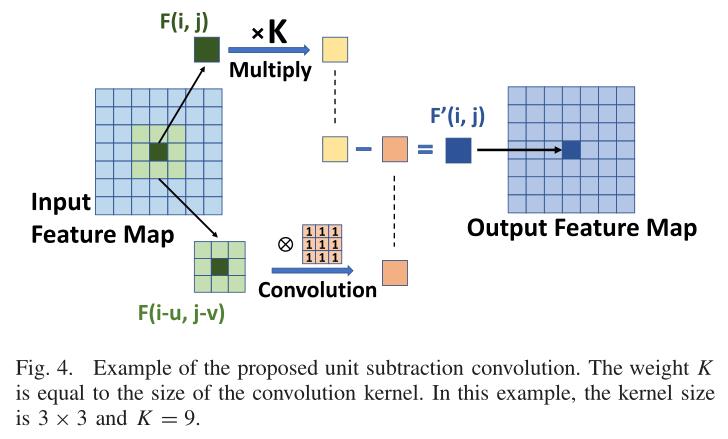 F(i, j)
×K
Multiply
F’(i, j)
− =
Input
Feature Map
Output Feature Map
⊗
1 1 1
1 1 1
1 1 1
Convolution
F(i-u, j-v)
Fig. 4. Example of the proposed unit subtraction convolution. The weight K
is equal to the size of the convolution kernel. In this example, the kernel size
is 3 × 3 and K = 9.